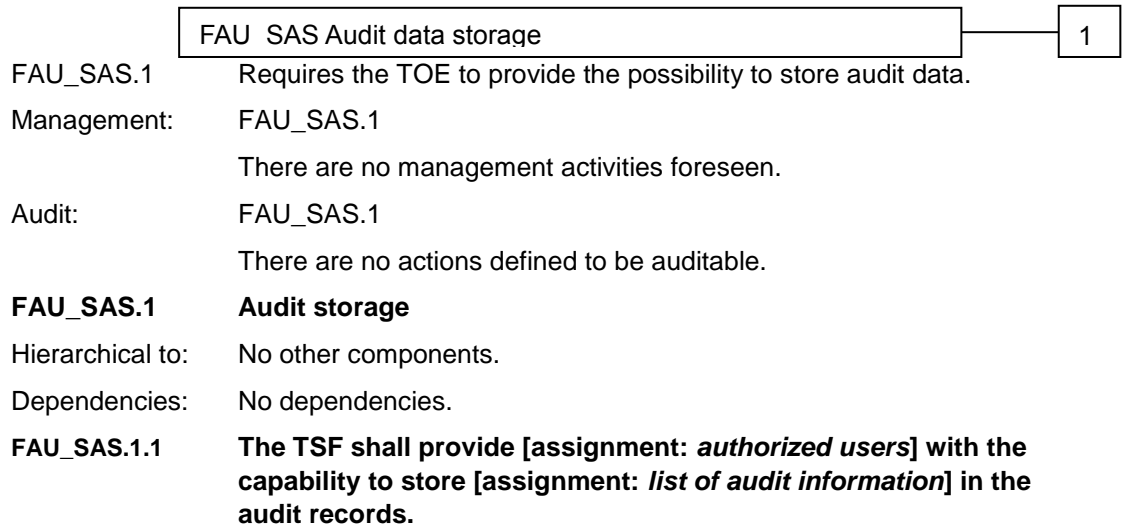 FAU SAS Audit data storage 1
FAU_SAS.1 Requires the TOE to provide the possibility to store audit data.
Management: FAU_SAS.1
There are no management activities foreseen.
Audit: FAU_SAS.1
There are no actions defined to be auditable.
FAU_SAS.1 Audit storage
Hierarchical to: No other components.
Dependencies: No dependencies.
FAU_SAS.1.1 The TSF shall provide [assignment: authorized users] with the
capability to store [assignment: list of audit information] in the
audit records.